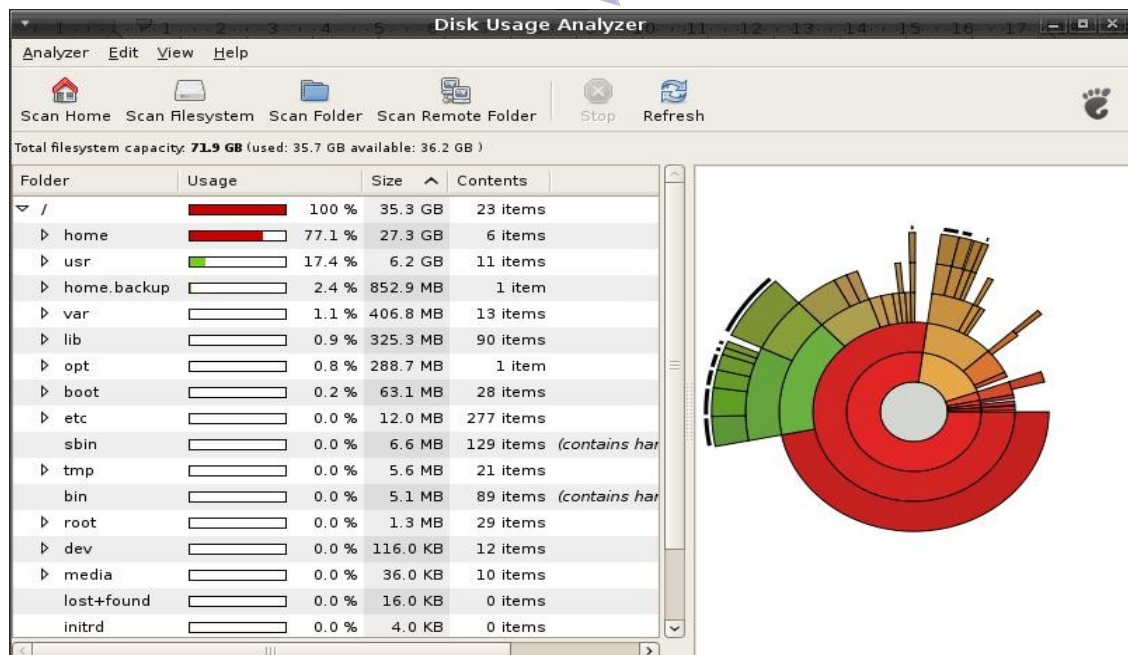 Disk Usage Analyzer
Analyzer Edit View Help
Scan Home Scan Filesystem Scan Folder Scan Remote Folder Stop Refresh
Total filesystem capacity: 71.9 GB (used: 35.7 GB available: 36.2 GB )
Folder Usage Size Contents
/ 100 % 35.3 GB 23 items
home 77.1 % 27.3 GB 6 items
usr 17.4 % 6.2 GB 11 items
home.backup 2.4 % 852.9 MB 1 item
var 1.1 % 406.8 MB 13 items
lib 0.9 % 325.3 MB 90 items
opt 0.8 % 288.7 MB 1 item
boot 0.2 % 63.1 MB 28 items
etc 0.0 % 12.0 MB 277 items
sbin 0.0 % 6.6 MB 129 items (contains har
tmp 0.0 % 5.6 MB 21 items
bin 0.0 % 5.1 MB 89 items (contains har
root 0.0 % 1.3 MB 29 items
dev 0.0 % 116.0 KB 12 items
media 0.0 % 36.0 KB 10 items
lost+found 0.0 % 16.0 KB 0 items
initrd 0.0 % 4.0 KB 0 items